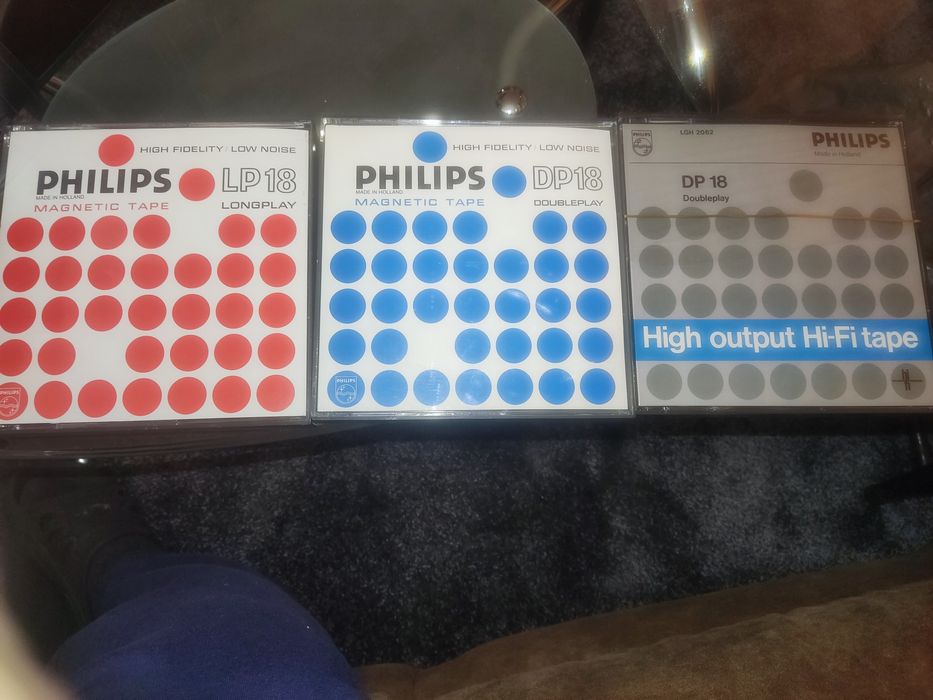 HIGH FIDELITY / LOW NOISE
PHILIPS LP18
MADE IN HOLLAND
MAGNETIC TAPE LONGPLAY
PHILIPS
HIGH FIDELITY / LOW NOISE
PHILIPS DP18
MADE IN HOLLAND
MAGNETIC TAPE DOUBLEPLAY
PHILIPS
PHILIPS
LGH 2062
PHILIPS
Made in Holland
DP 18
Doubleplay
High output Hi-Fi tape